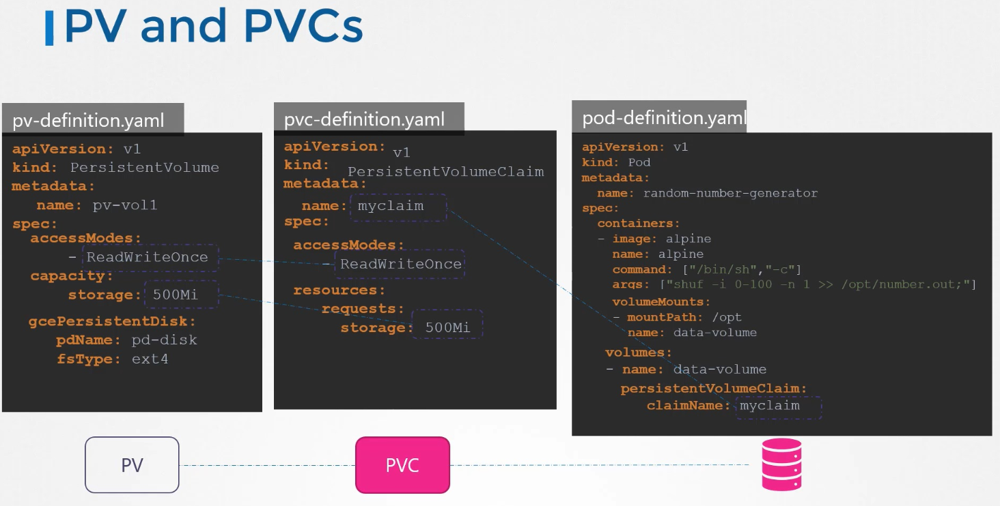 PV and PVCs
pv-definition.yaml
apiVersion: v1
kind: PersistentVolume
metadata:
name: pv-vol1
spec:
accessModes:
- ReadWriteOnce
capacity:
storage: 500Mi
gcePersistentDisk:
pdName: pd-disk
fsType: ext4
pvc-definition.yaml
apiVersion: v1
kind: PersistentVolumeClaim
metadata:
name: myclaim
spec:
accessModes:
- ReadWriteOnce
resources:
requests:
storage: 500Mi
pod-definition.yaml
apiVersion: v1
kind: Pod
metadata:
name: random-number-generator
spec:
containers:
- image: alpine
name: alpine
command: ["/bin/sh","-c"]
args: ["shuf -i 0-100 -n 1 >> /opt/number.out;"]
volumeMounts:
- mountPath: /opt
name: data-volume
volumes:
- name: data-volume
persistentVolumeClaim:
claimName: myclaim
PV
PVC